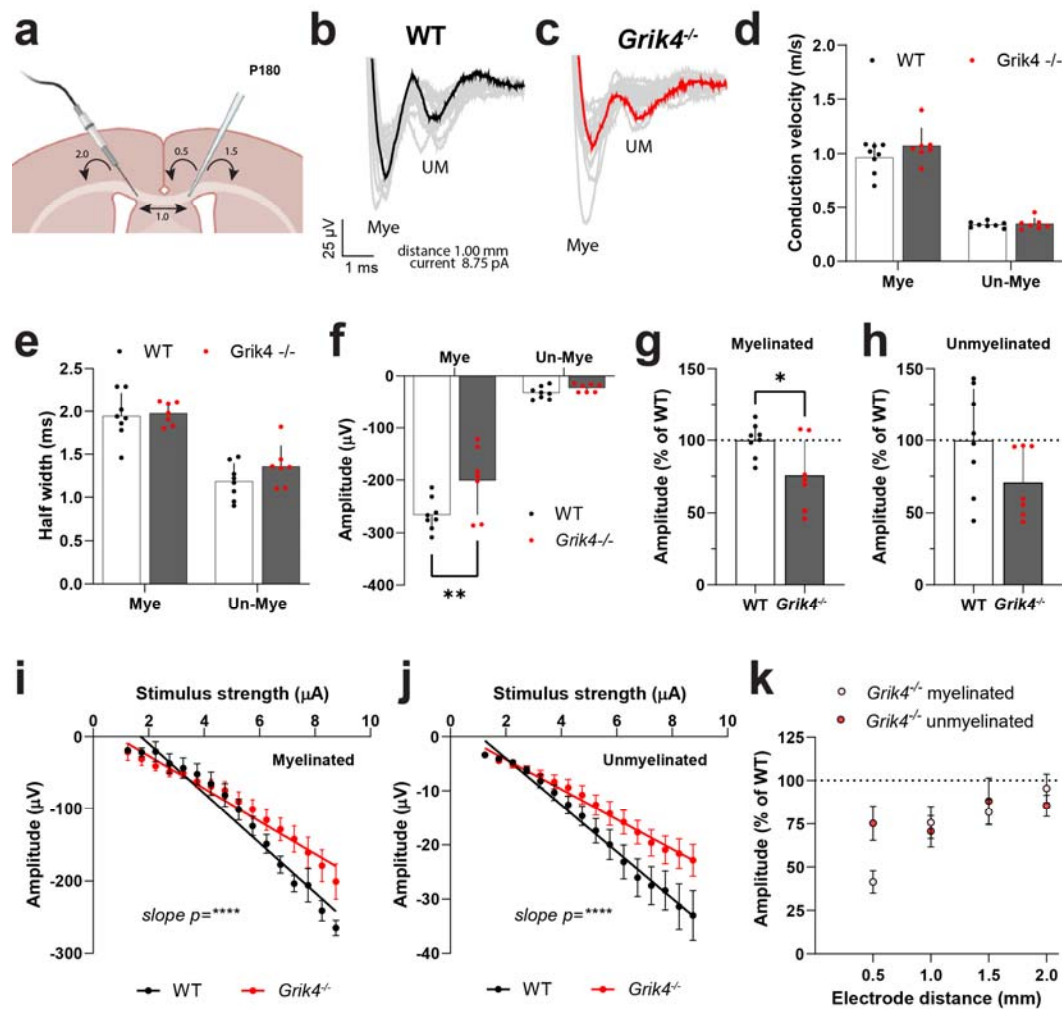 a
P180
2.0
0.5
1.5
1.0
b
WT
Mye
UM
25 µV
1 ms
distance 1.00 mm
current 8.75 pA
c
Grik4-/-
Mye
UM
d
WT
Grik4 -/-
Conduction velocity (m/s)
2.0
1.5
1.0
0.5
0.0
Mye
Un-Mye
e
WT
Grik4 -/-
Half width (ms)
2.5
2.0
1.5
1.0
0.5
0.0
Mye
Un-Mye
f
Mye
Un-Mye
Amplitude (µV)
0
-100
-200
-300
-400
**
WT
Grik4-/-
g
Myelinated
*
Amplitude (% of WT)
150
100
50
0
WT
Grik4-/-
h
Unmyelinated
Amplitude (% of WT)
150
100
50
0
WT
Grik4-/-
i
Stimulus strength (µA)
0 2 4 6 8 10
Myelinated
Amplitude (µV)
0
-100
-200
-300
slope p=****
WT
Grik4-/-
j
Stimulus strength (µA)
0 2 4 6 8 10
Unmyelinated
Amplitude (µV)
0
-10
-20
-30
-40
slope p=****
WT
Grik4-/-
k
Grik4-/- myelinated
Grik4-/- unmyelinated
Amplitude (% of WT)
125
100
75
50
25
0
0.5 1.0 1.5 2.0
Electrode distance (mm)